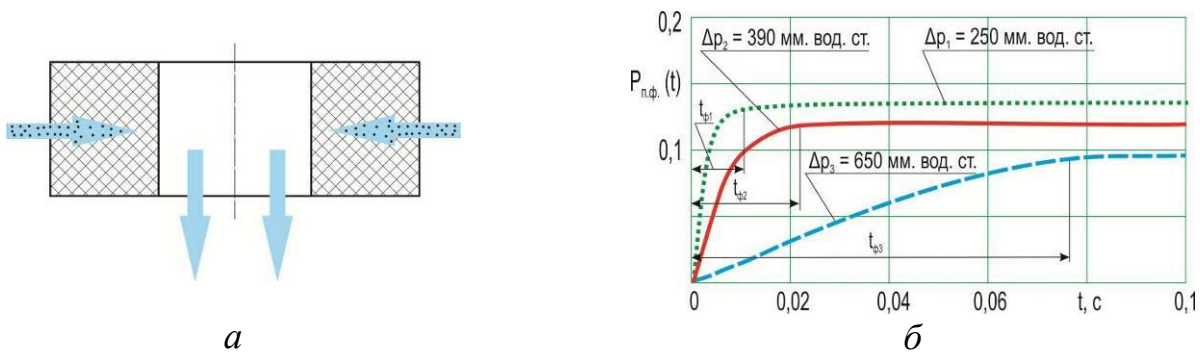 0,2
Δp₂ = 390 мм. вод. ст.
Δp₁ = 250 мм. вод. ст.
Pп.ф. (t)
tф1
0,1
Δp₃ = 650 мм. вод. ст.
tф2
tф3
0 0,02 0,04 0,06 t, c 0,1
а б